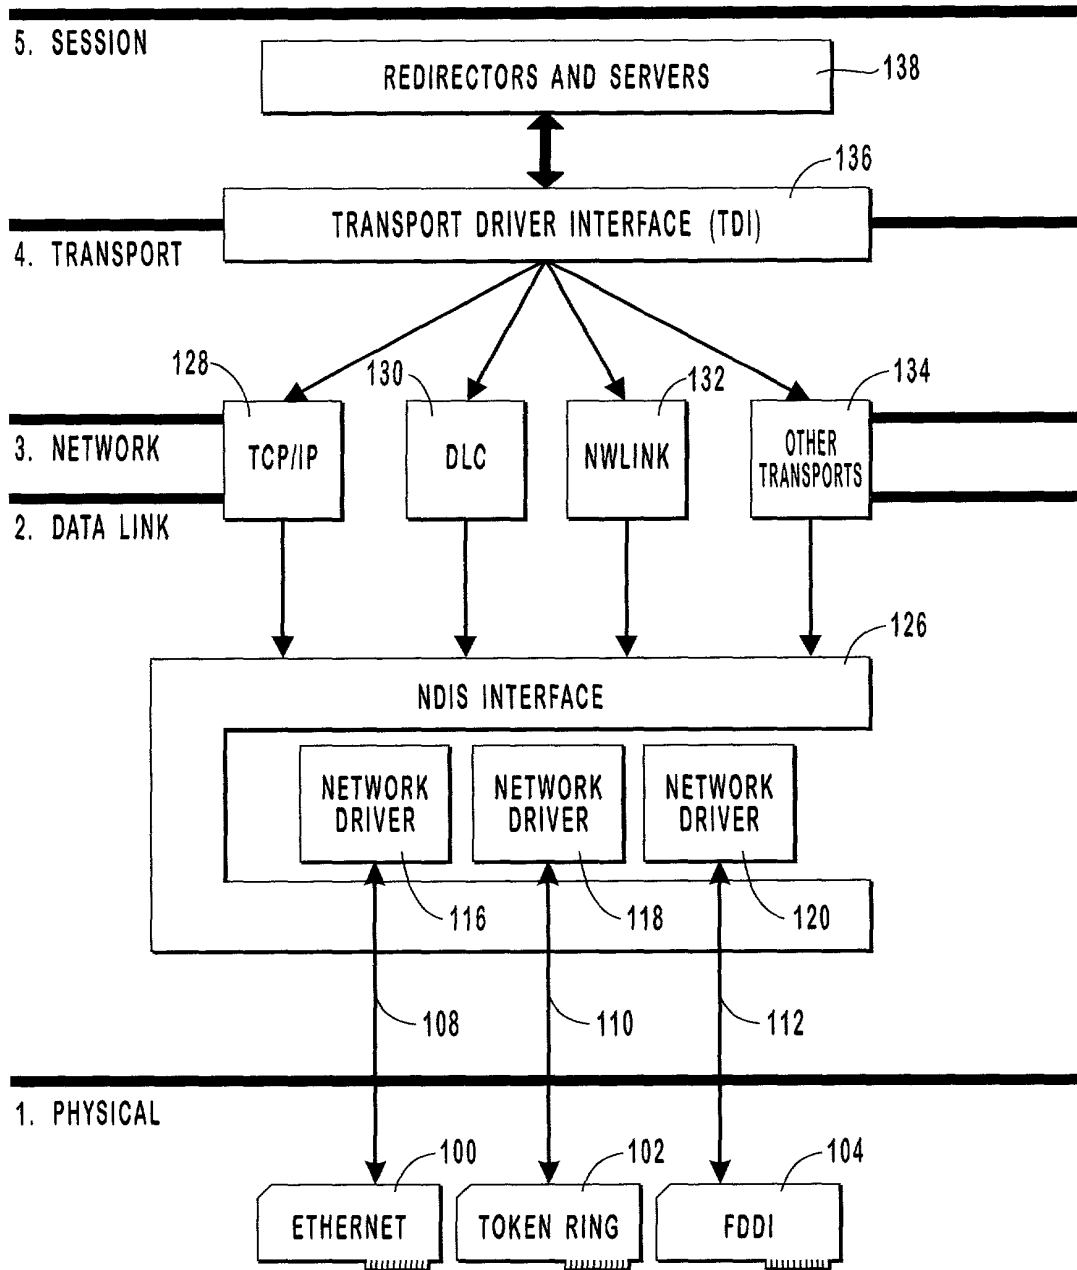 5. SESSION
REDIRECTORS AND SERVERS
138
136
TRANSPORT DRIVER INTERFACE (TDI)
4. TRANSPORT
128
130
132
134
3. NETWORK
TCP/IP
DLC
NWLINK
OTHER
TRANSPORTS
2. DATA LINK
126
NDIS INTERFACE
NETWORK
DRIVER
NETWORK
DRIVER
NETWORK
DRIVER
116
118
120
108
110
112
1. PHYSICAL
100
102
104
ETHERNET
TOKEN RING
FDDI